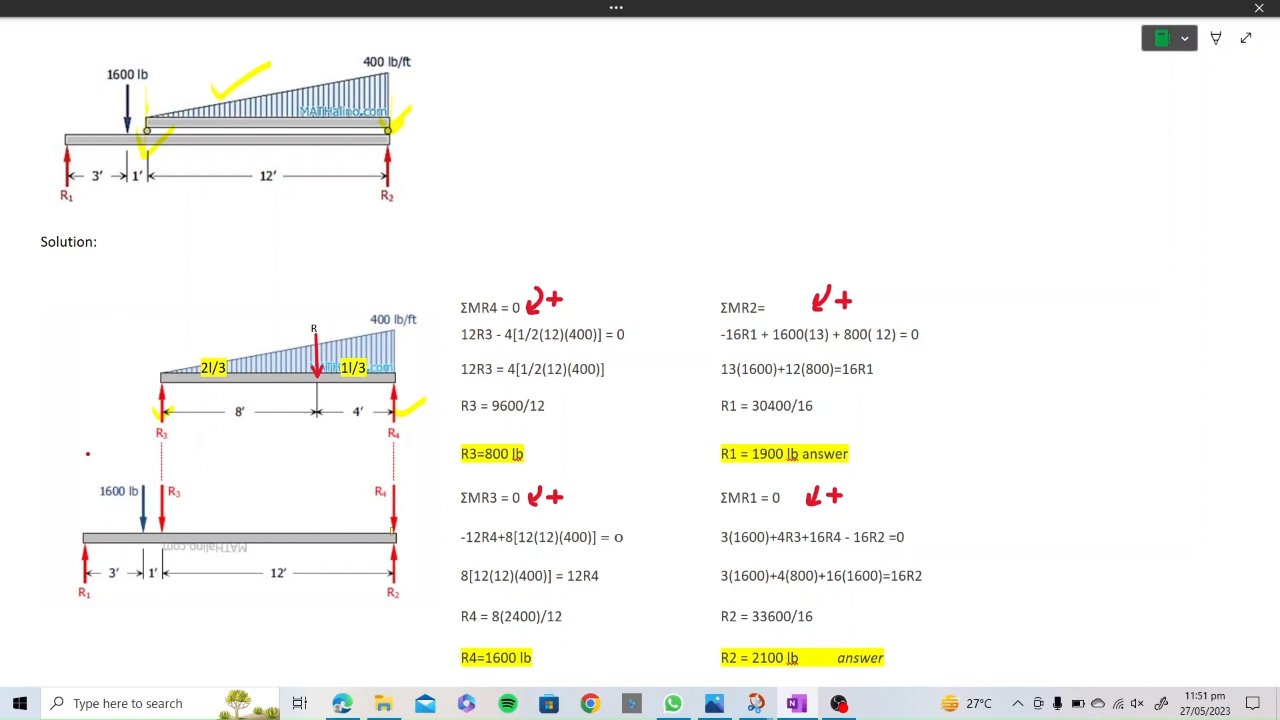 1600 lb
400 lb/ft
MATHalino.com
3' 1' 12'
R1 R2
Solution:
400 lb/ft
R
2l/3 1l/3
8' 4'
R3 R4
1600 lb R3 R4
MATHalino.com
3' 1' 12'
R1 R2
ΣMR4 = 0 +
12R3 - 4[1/2(12)(400)] = 0
12R3 = 4[1/2(12)(400)]
R3 = 9600/12
R3=800 lb
ΣMR3 = 0 +
-12R4+8[12(12)(400)] = 0
8[12(12)(400)] = 12R4
R4 = 8(2400)/12
R4=1600 lb
ΣMR2= +
-16R1 + 1600(13) + 800( 12) = 0
13(1600)+12(800)=16R1
R1 = 30400/16
R1 = 1900 lb answer
ΣMR1 = 0 +
3(1600)+4R3+16R4 - 16R2 =0
3(1600)+4(800)+16(1600)=16R2
R2 = 33600/16
R2 = 2100 lb answer
Type here to search
27°C
11:51 pm
27/05/2023